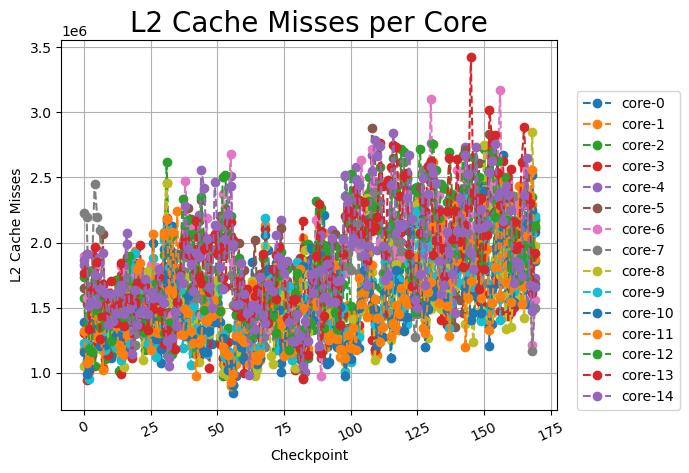 L2 Cache Misses per Core
1e6
3.5
3.0
2.5
2.0
1.5
1.0
L2 Cache Misses
0
25
50
75
100
125
150
175
Checkpoint
core-0
core-1
core-2
core-3
core-4
core-5
core-6
core-7
core-8
core-9
core-10
core-11
core-12
core-13
core-14